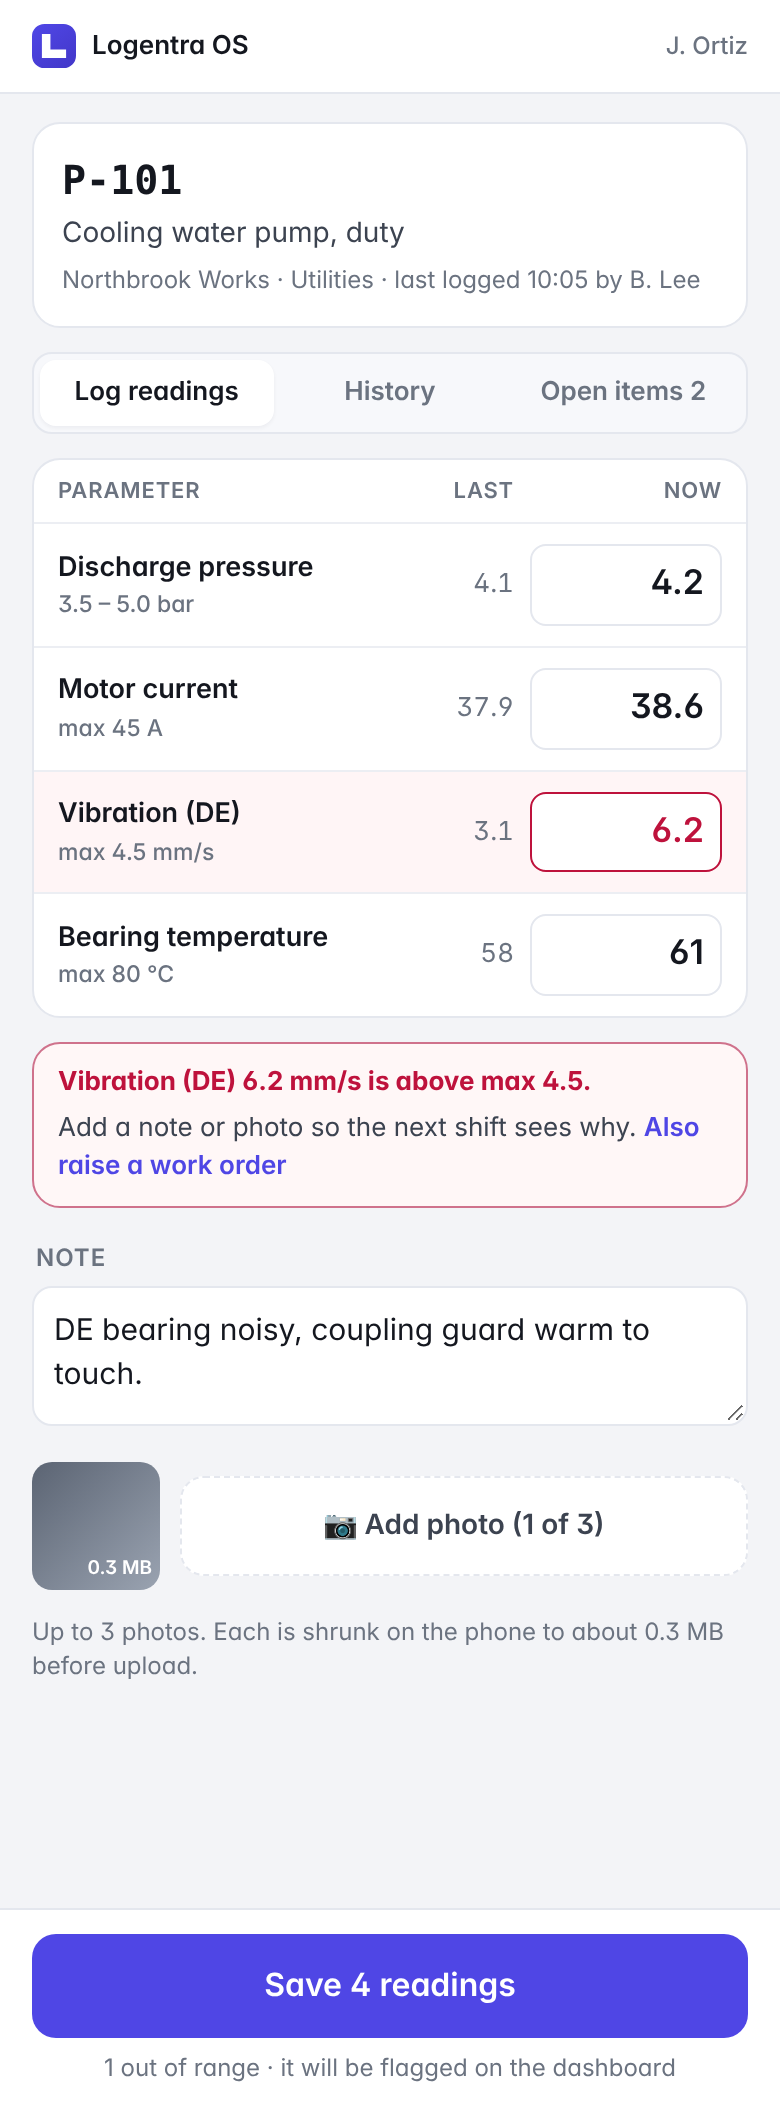 Logentra OS
J. Ortiz
P-101
Cooling water pump, duty
Northbrook Works · Utilities · last logged 10:05 by B. Lee
Log readings
History
Open items 2
PARAMETER LAST NOW
Discharge pressure
3.5 – 5.0 bar
4.1
4.2
Motor current
max 45 A
37.9
38.6
Vibration (DE)
max 4.5 mm/s
3.1
6.2
Bearing temperature
max 80 °C
58
61
Vibration (DE) 6.2 mm/s is above max 4.5.
Add a note or photo so the next shift sees why. Also
raise a work order
NOTE
DE bearing noisy, coupling guard warm to
touch.
0.3 MB
Add photo (1 of 3)
Up to 3 photos. Each is shrunk on the phone to about 0.3 MB
before upload.
Save 4 readings
1 out of range · it will be flagged on the dashboard